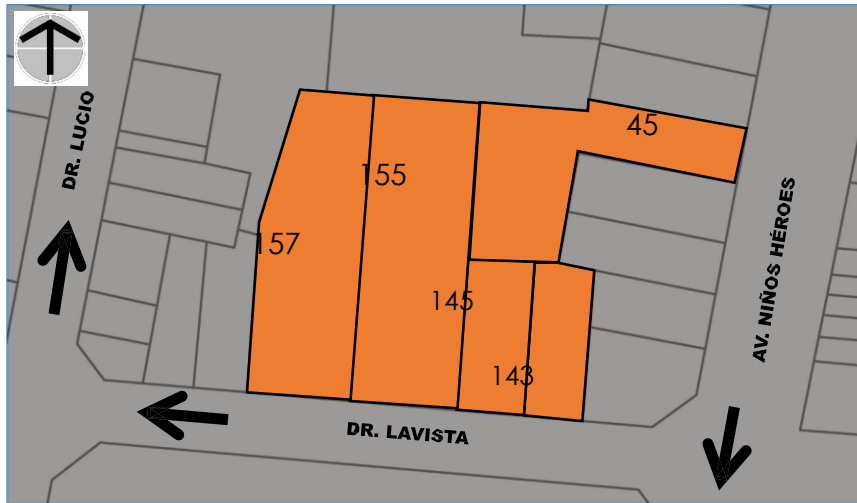 45
DR. LUCIO
155
AV. NIÑOS HÉROES
157
145
143
DR. LAVISTA